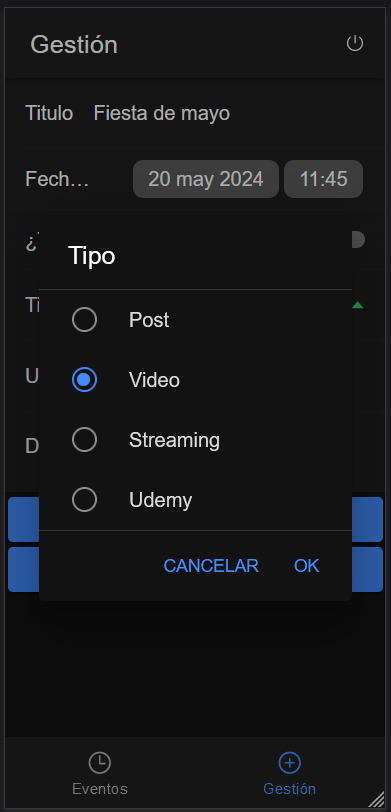 Gestión
Titulo Fiesta de mayo
Fech… 20 may 2024 11:45
¿
Ti
U
D
Tipo
Post
Video
Streaming
Udemy
CANCELAR OK
Eventos Gestión